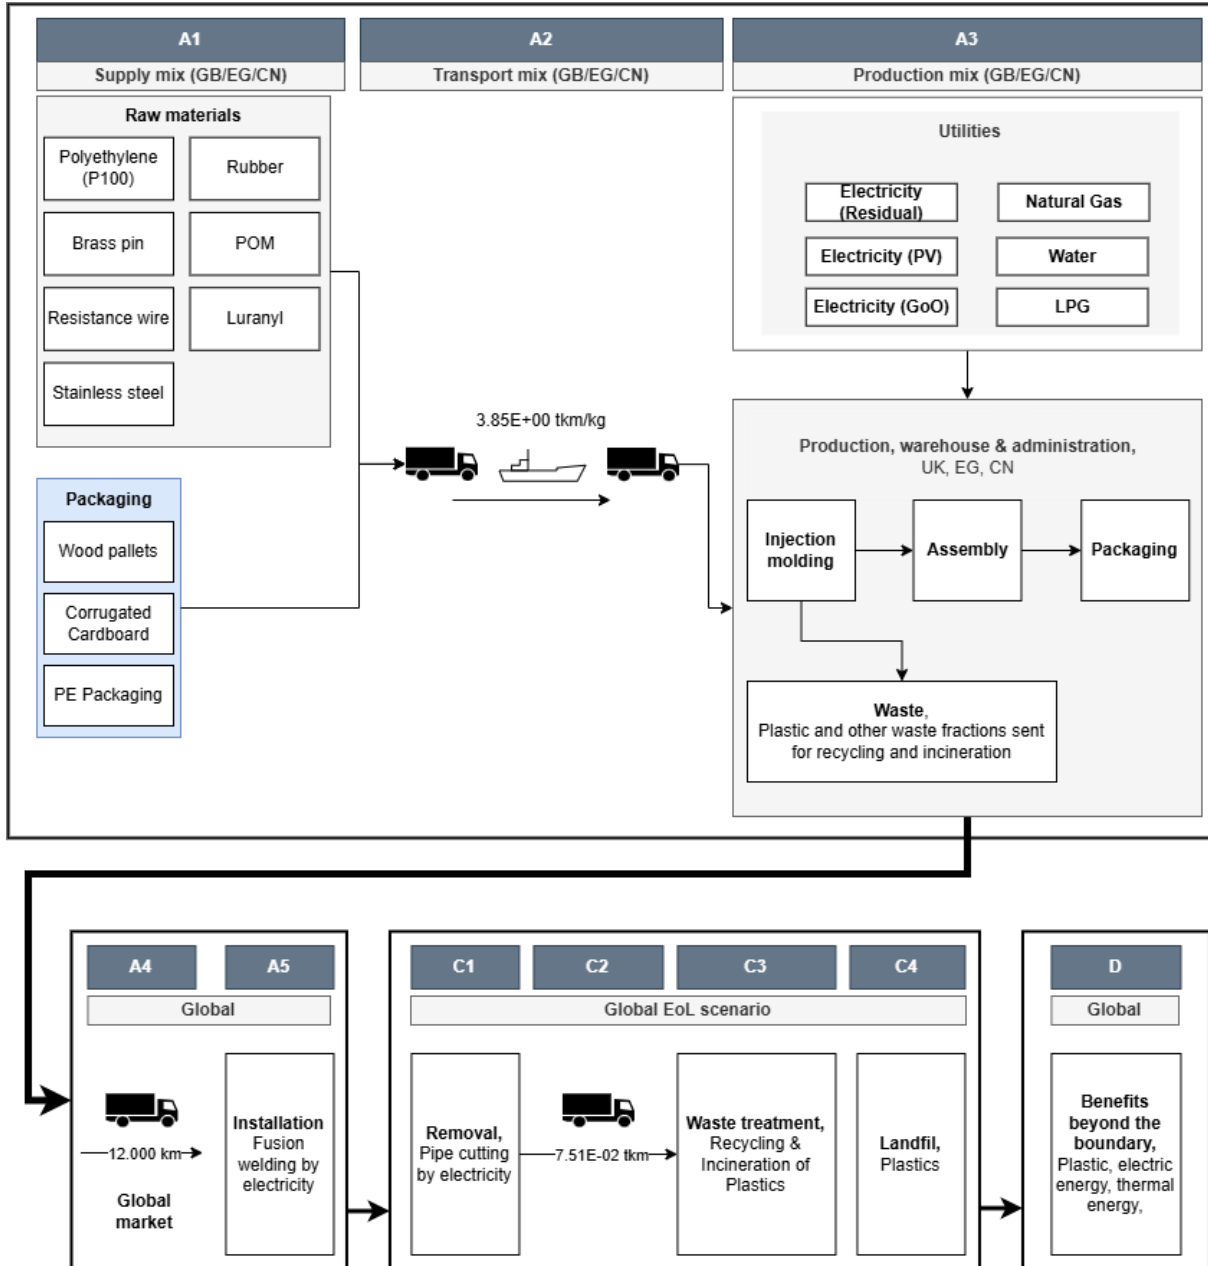 A1
Supply mix (GB/EG/CN)
Raw materials
Polyethylene
(P100)
Rubber
Brass pin
POM
Resistance wire
Luranyl
Stainless steel
Packaging
Wood pallets
Corrugated
Cardboard
PE Packaging
A2
Transport mix (GB/EG/CN)
3.85E+00 tkm/kg
A3
Production mix (GB/EG/CN)
Utilities
Electricity
(Residual)
Natural Gas
Electricity (PV)
Water
Electricity (GoO)
LPG
Production, warehouse & administration,
UK, EG, CN
Injection
molding
Assembly
Packaging
Waste,
Plastic and other waste fractions sent
for recycling and incineration
A4
A5
Global
12.000 km
Global
market
Installation
Fusion
welding by
electricity
C1
C2
C3
C4
Global EoL scenario
Removal,
Pipe cutting
by electricity
7.51E-02 tkm
Waste treatment,
Recycling &
Incineration of
Plastics
Landfil,
Plastics
D
Global
Benefits
beyond the
boundary,
Plastic, electric
energy, thermal
energy,